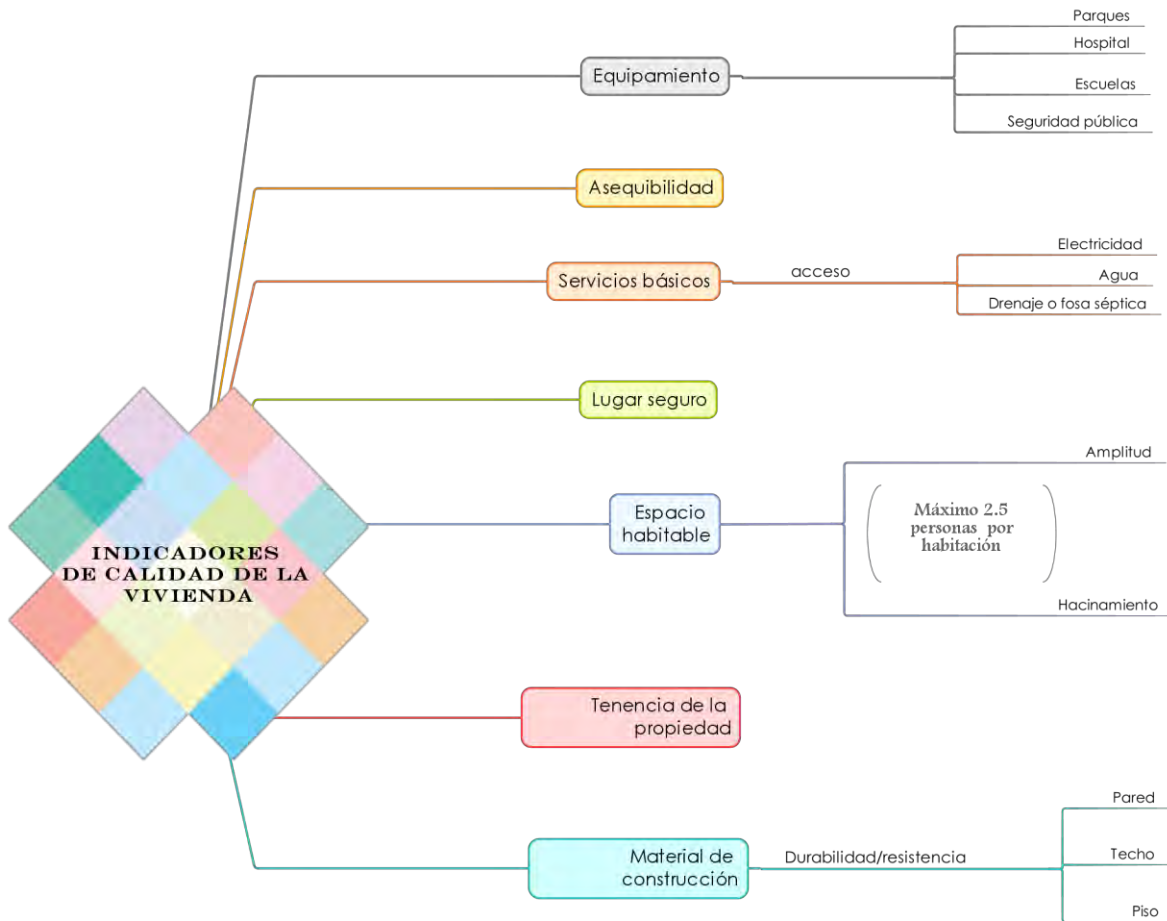 Parques
Hospital
Equipamiento
Escuelas
Seguridad pública
Asequibilidad
Electricidad
Servicios básicos
acceso
Agua
Drenaje o fosa séptica
Lugar seguro
Amplitud
Espacio
habitable
Máximo 2.5
personas por
habitación
Hacinamiento
INDICADORES
DE CALIDAD DE LA
VIVIENDA
Tenencia de la
propiedad
Pared
Material de
construcción
Durabilidad/resistencia
Techo
Piso